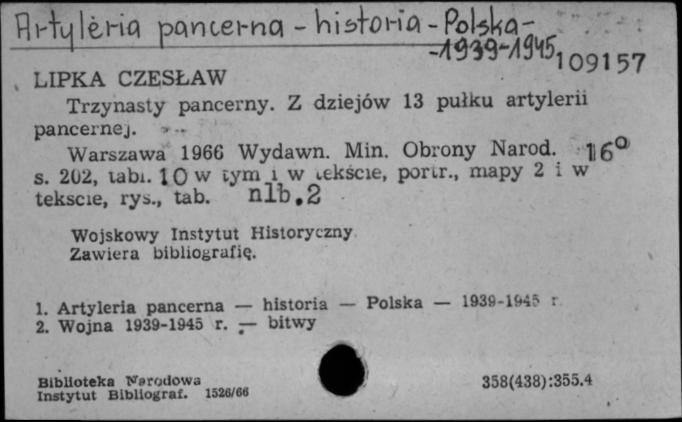 Artyleria pancerna - historia - Polska -
- 1939-1945
109157
LIPKA CZESŁAW
Trzynasty pancerny. Z dziejów 13 pułku artylerii
pancernej.
Warszawa 1966 Wydawn. Min. Obrony Narod. 16°
s. 202, tabl. 10 w tym 1 w tekście, portr., mapy 2 i w
tekscie, rys., tab. nlb. 2
Wojskowy Instytut Historyczny
Zawiera bibliografię.
1. Artyleria pancerna — historia — Polska — 1939-1945 r
2. Wojna 1939-1945 r. — bitwy
Biblioteka Narodowa
Instytut Bibliograf. 1526/66
358(438):355.4